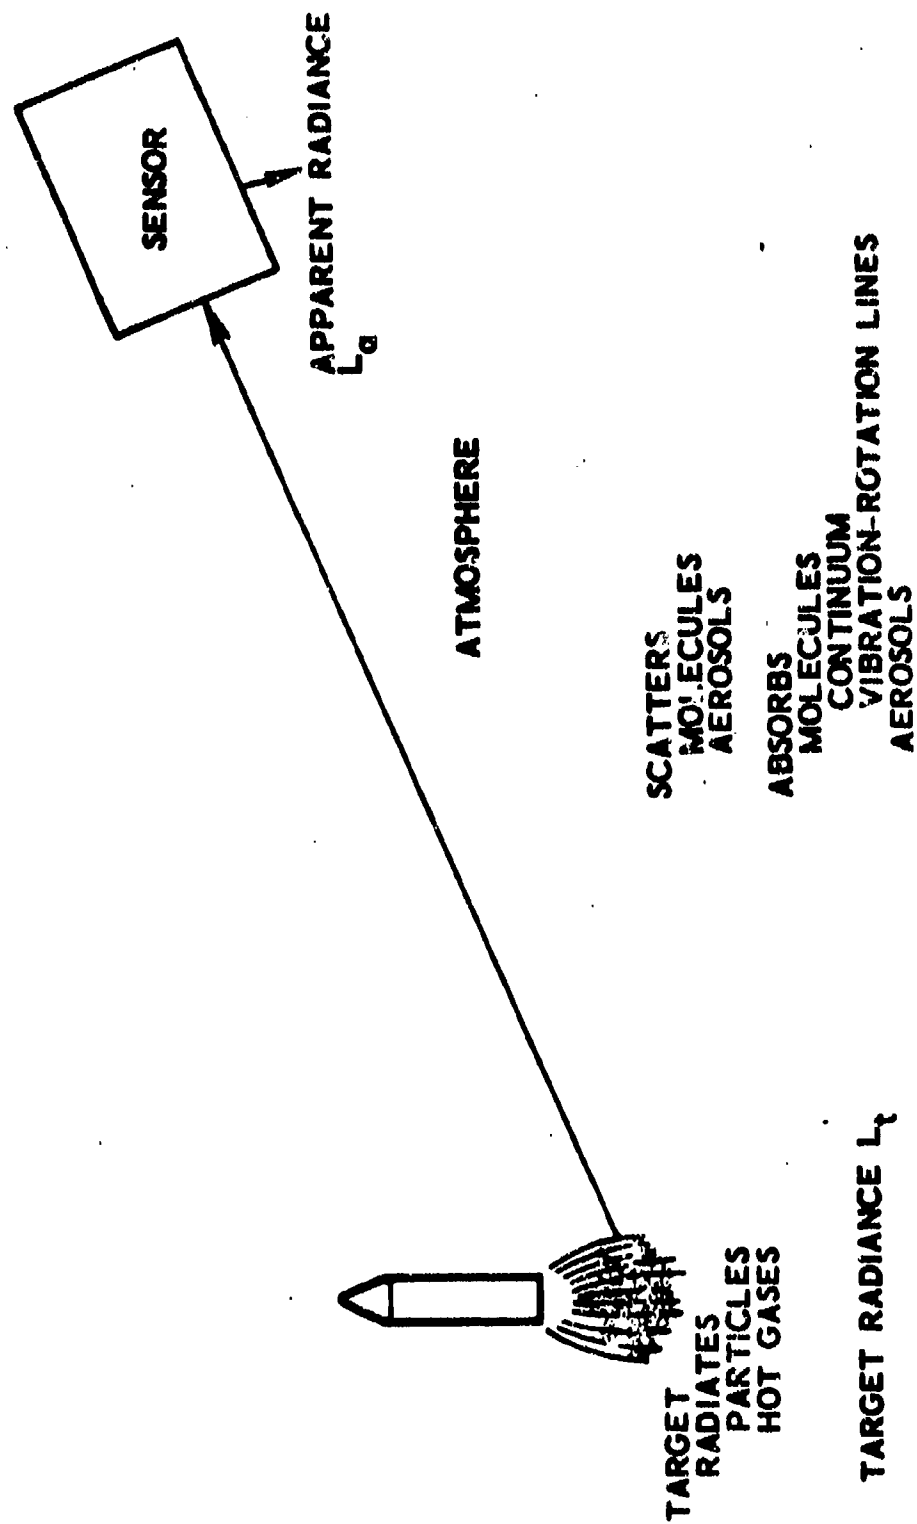 SENSOR
APPARENT RADIANCE
La
ATMOSPHERE
SCATTERS
MOLECULES
AEROSOLS
ABSORBS
MOLECULES
CONTINUUM
VIBRATION-ROTATION LINES
AEROSOLS
TARGET
RADIATES
PARTICLES
HOT GASES
TARGET RADIANCE Lt